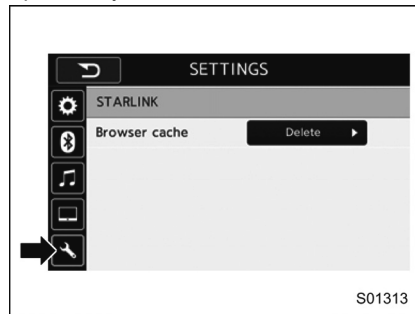 SETTINGS
STARLINK
Browser cache
Delete
S01313